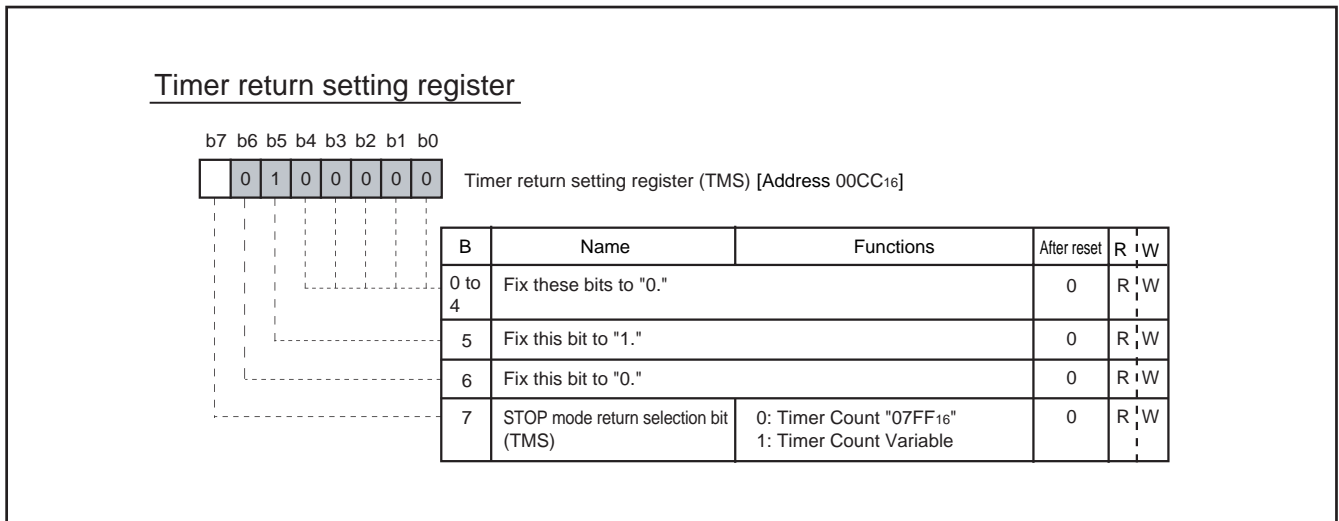 Timer return setting register
b7 b6 b5 b4 b3 b2 b1 b0
0 1 0 0 0 0 0
Timer return setting register (TMS) [Address 00CC16]
B Name Functions After reset R W
0 to 4 Fix these bits to "0." 0 R W
5 Fix this bit to "1." 0 R W
6 Fix this bit to "0." 0 R W
7 STOP mode return selection bit (TMS) 0: Timer Count "07FF16" 0 R W
1: Timer Count Variable